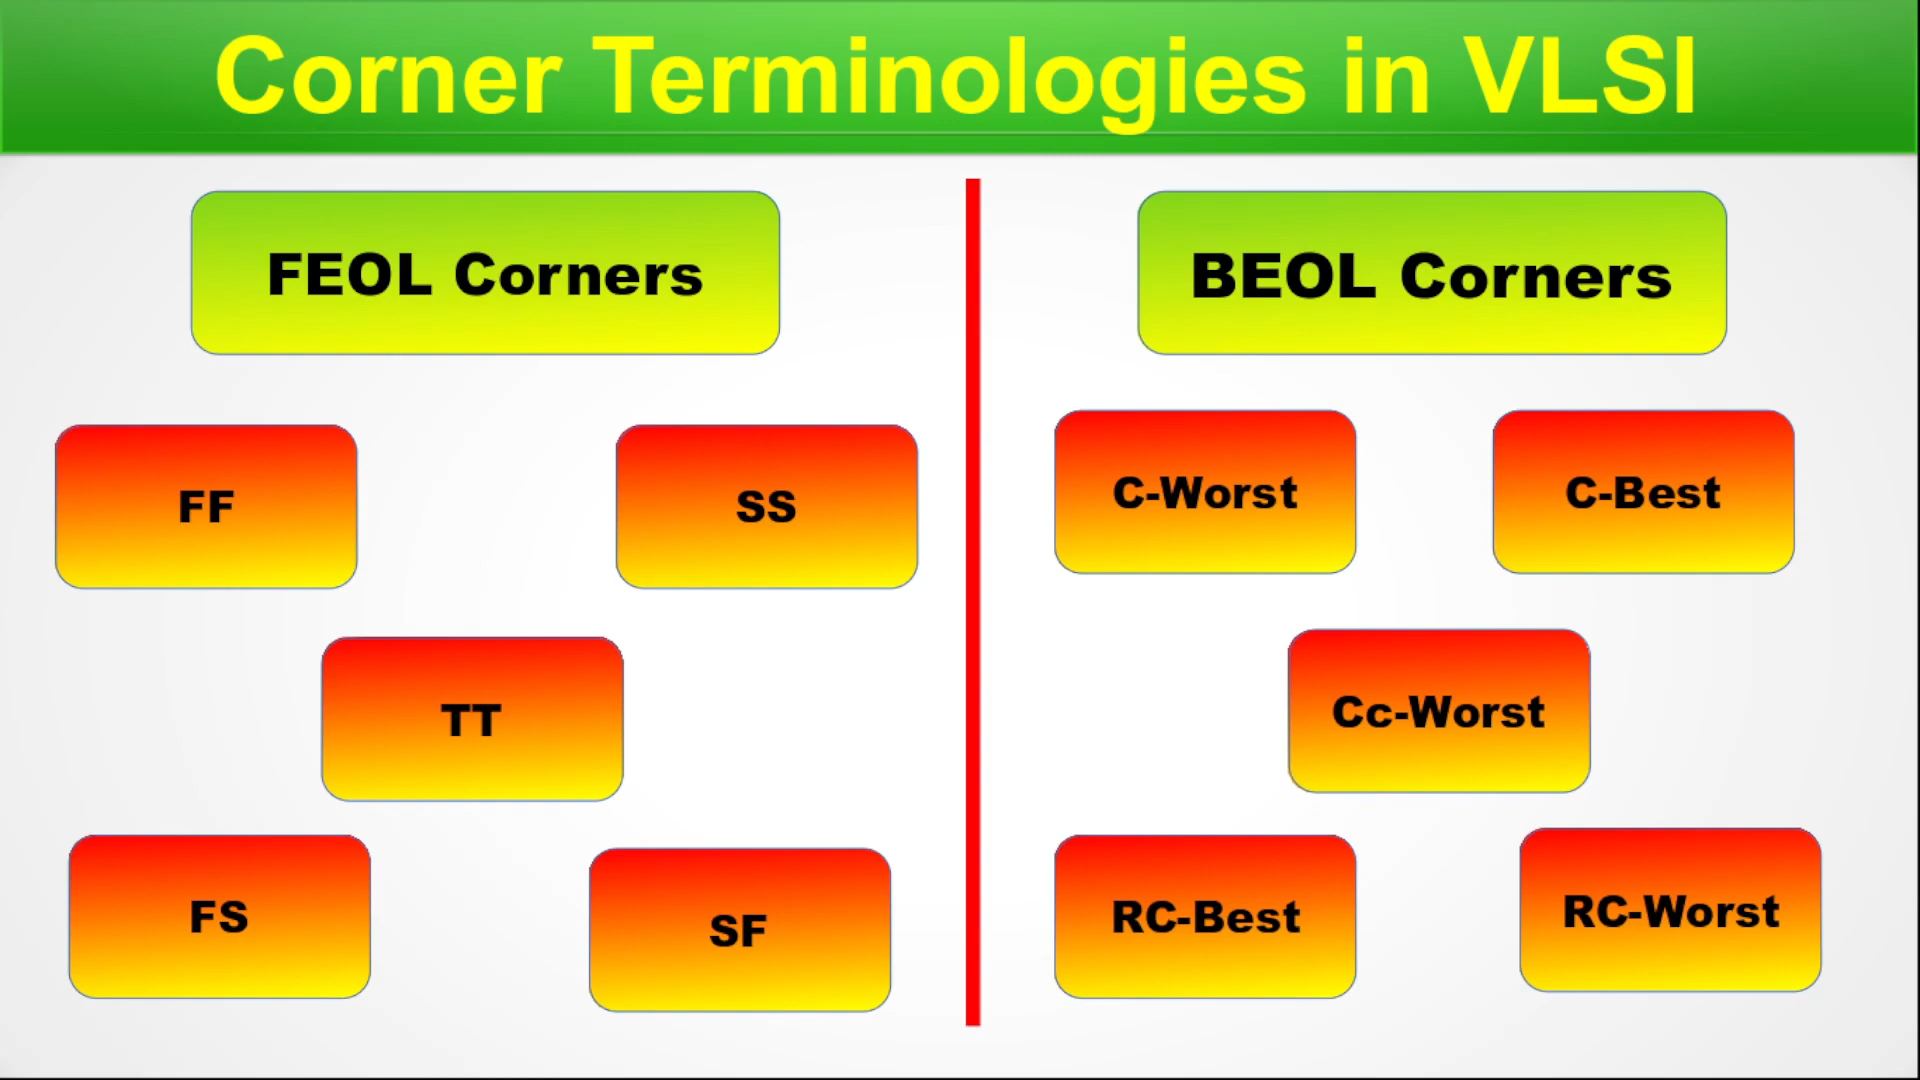 Corner Terminologies in VLSI
FEOL Corners
FF
SS
TT
FS
SF
BEOL Corners
C-Worst
C-Best
Cc-Worst
RC-Best
RC-Worst